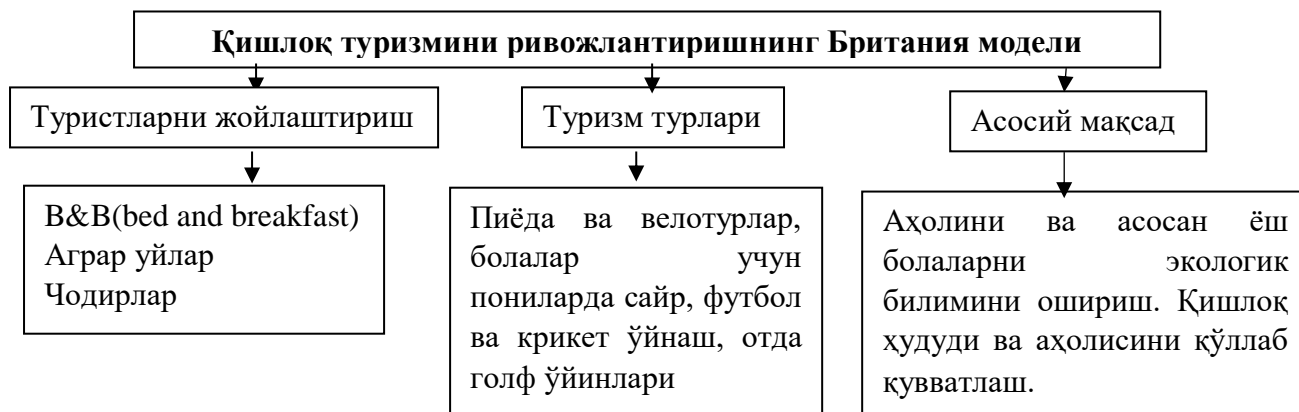 Қишлоқ туризмини ривожлантиришнинг Британия модели
Туристларни жойлаштириш
Туризм турлари
Асосий мақсад
B&B(bed and breakfast)
Аграр уйлар
Чодирлар
Пиёда ва велотурлар,
болалар учун
пониларда сайр, футбол
ва крикет ўйнаш, отда
голф ўйинлари
Аҳолини ва асосан ёш
болаларни экологик
билимини ошириш. Қишлоқ
ҳудуди ва аҳолисини қўллаб
қувватлаш.